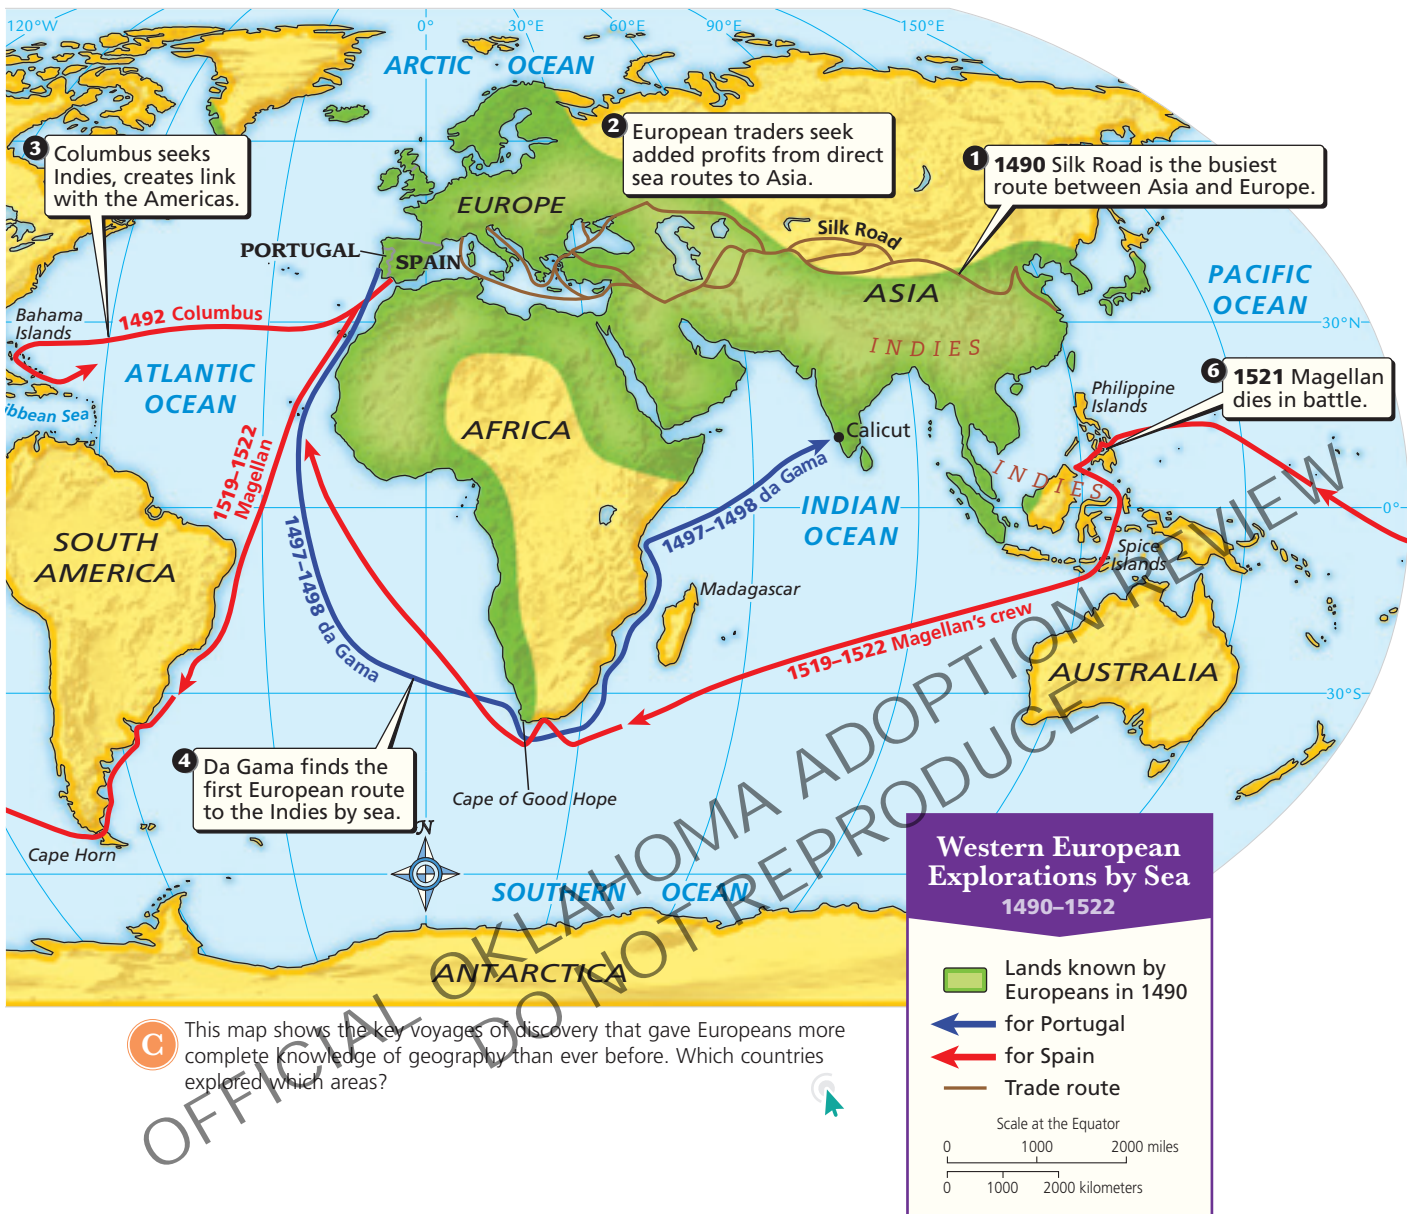 120°W
0°
30°E
60°E
90°E
150°E
ARCTIC OCEAN
3 Columbus seeks
Indies, creates link
with the Americas.
2 European traders seek
added profits from direct
sea routes to Asia.
1 1490 Silk Road is the busiest
route between Asia and Europe.
EUROPE
PORTUGAL
SPAIN
Silk Road
ASIA
PACIFIC
OCEAN
Bahama
Islands
1492 Columbus
30°N
INDIES
ATLANTIC
OCEAN
ibbean Sea
6 1521 Magellan
dies in battle.
Philippine
Islands
AFRICA
Calicut
1519–1522
Magellan
1497–1498 da Gama
INDIES
INDIAN
OCEAN
0°
1497–1498 da Gama
SOUTH
AMERICA
Spice
Islands
Madagascar
1519–1522 Magellan's crew
AUSTRALIA
30°S
4 Da Gama finds the
first European route
to the Indies by sea.
Cape of Good Hope
Cape Horn
N
SOUTHERN OCEAN
ANTARCTICA
Western European
Explorations by Sea
1490–1522
Lands known by
Europeans in 1490
for Portugal
for Spain
Trade route
Scale at the Equator
0 1000 2000 miles
0 1000 2000 kilometers
C This map shows the key voyages of discovery that gave Europeans more
complete knowledge of geography than ever before. Which countries
explored which areas?
OFFICIAL OKLAHOMA ADOPTION REVIEW
DO NOT REPRODUCE